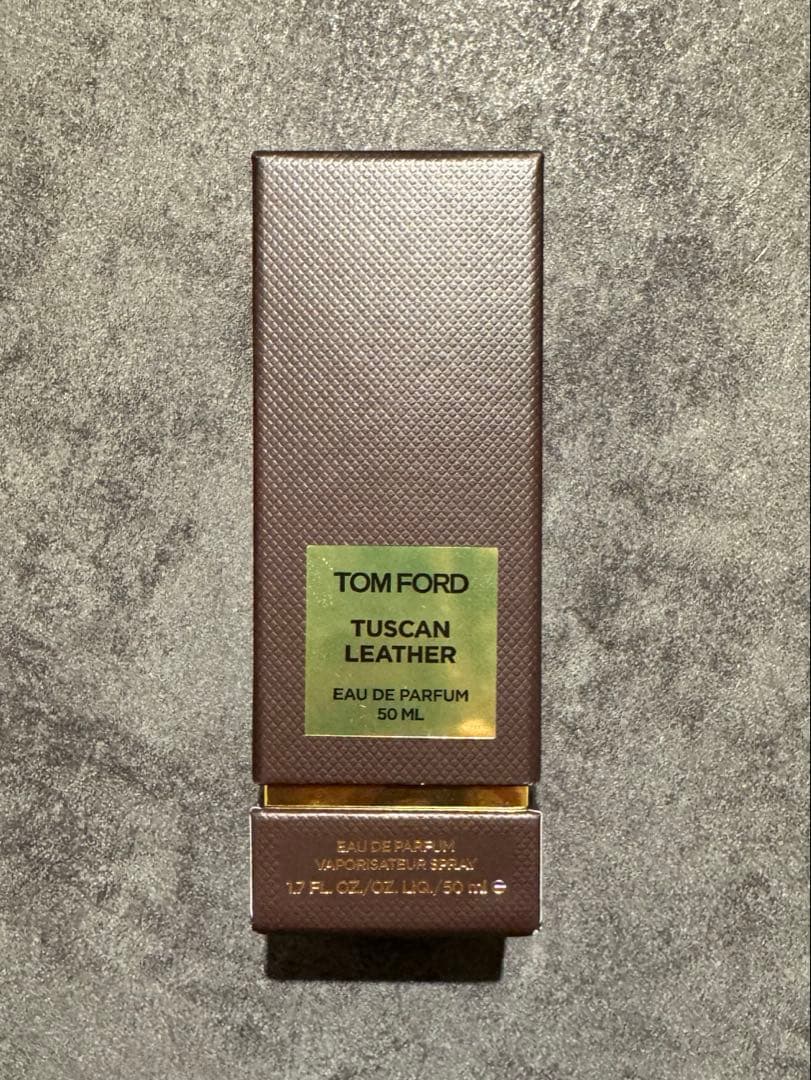 TOM FORD
TUSCAN
LEATHER
EAU DE PARFUM
50 ML
EAU DE PARFUM
VAPORISATEUR SPRAY
1.7 FL. OZ./OZ. LIQ./50 ml ℮